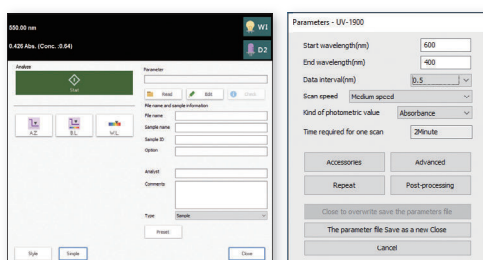 550.00 nm
WI
0.426 Abs. (Conc. :0.64)
D2
Analyze
Start
A.Z.
B.L.
W.L.
Parameter
Read
Edit
Check
File name and sample information
File name
Sample name
Sample ID
Option
Analyst
Comments
Type Sample
Preset
Style
Simple
Close
Parameters - UV-1900
Start wavelength(nm) 600
End wavelength(nm) 400
Data interval(nm) 0.5
Scan speed Medium speed
Kind of photometric value Absorbance
Time required for one scan 2Minute
Accessories
Advanced
Repeat
Post-processing
Close to overwrite save the parameters file
The parameter file Save as a new Close
Cancel